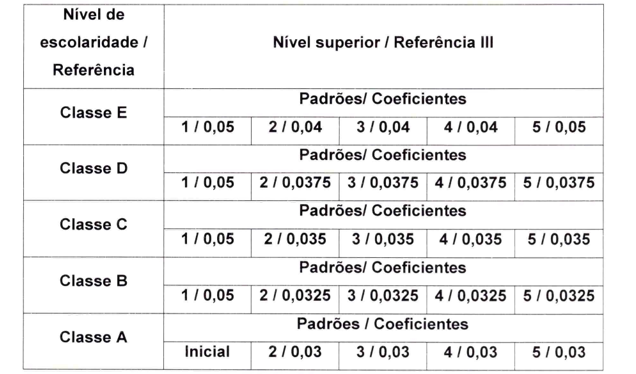 Nível de
escolaridade /
Referência
Nível superior / Referência III
Classe E
Padrões/ Coeficientes
1 / 0,05 2 / 0,04 3 / 0,04 4 / 0,04 5 / 0,05
Classe D
Padrões/ Coeficientes
1 / 0,05 2 / 0,0375 3 / 0,0375 4 / 0,0375 5 / 0,0375
Classe C
Padrões/ Coeficientes
1 / 0,05 2 / 0,035 3 / 0,035 4 / 0,035 5 / 0,035
Classe B
Padrões/ Coeficientes
1 / 0,05 2 / 0,0325 3 / 0,0325 4 / 0,0325 5 / 0,0325
Classe A
Padrões / Coeficientes
Inicial 2 / 0,03 3 / 0,03 4 / 0,03 5 / 0,03